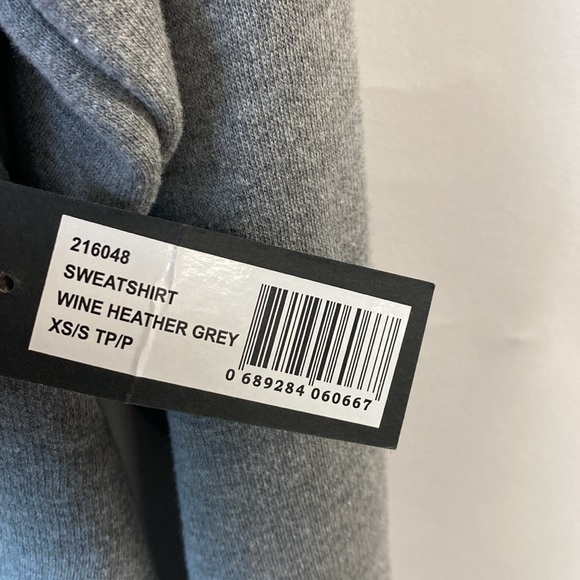 216048
SWEATSHIRT
WINE HEATHER GREY
XS/S TP/P
0 689284 060667